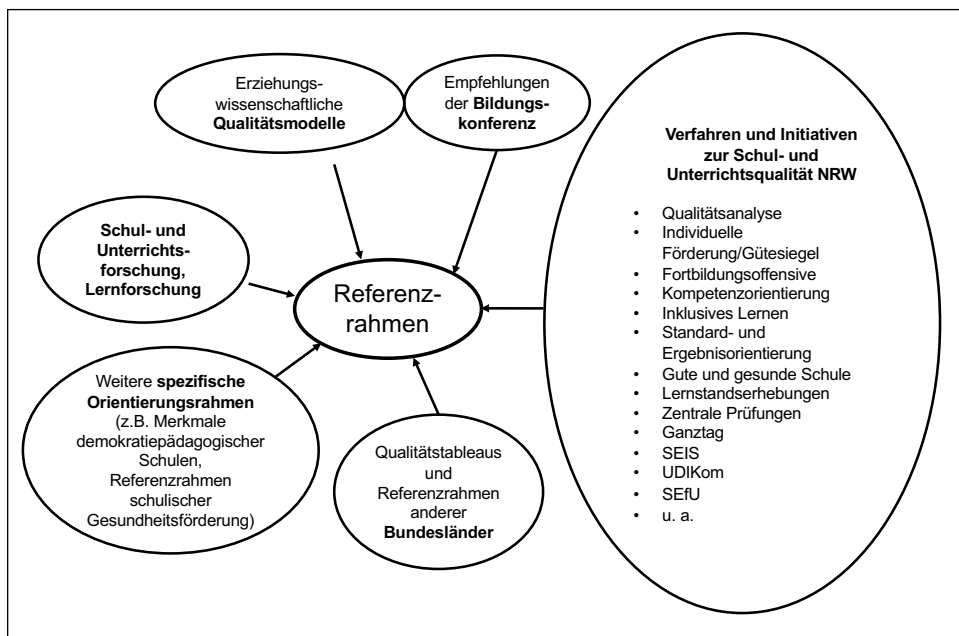 Erziehungs-
wissenschaftliche
Qualitätsmodelle
Empfehlungen
der Bildungs-
konferenz
Verfahren und Initiativen
zur Schul- und
Unterrichtsqualität NRW
• Qualitätsanalyse
• Individuelle
Förderung/Gütesiegel
• Fortbildungsoffensive
• Kompetenzorientierung
• Inklusives Lernen
• Standard- und
Ergebnisorientierung
• Gute und gesunde Schule
• Lernstandserhebungen
• Zentrale Prüfungen
• Ganztag
• SEIS
• UDIKom
• SEfU
• u. a.
Schul- und
Unterrichts-
forschung,
Lernforschung
Referenz-
rahmen
Weitere spezifische
Orientierungsrahmen
(z.B. Merkmale
demokratiepädagogischer
Schulen,
Referenzrahmen
schulischer
Gesundheitsförderung)
Qualitätstableaus
und
Referenzrahmen
anderer
Bundesländer